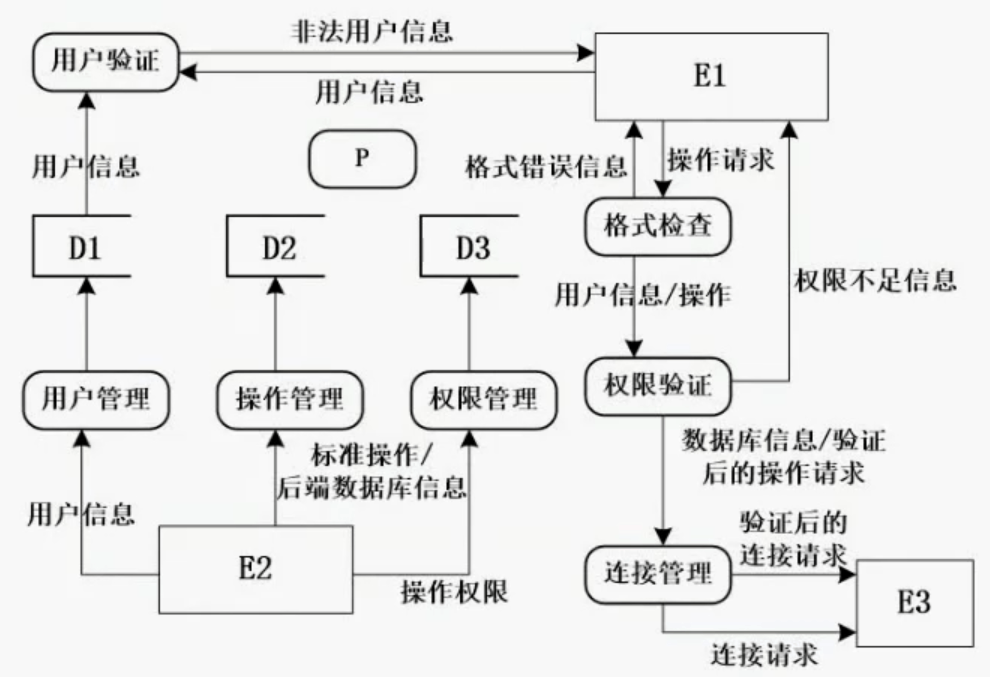 非法用户信息
用户验证
E1
用户信息
P
用户信息
格式错误信息
操作请求
格式检查
D1
D2
D3
用户信息/操作
权限不足信息
用户管理
操作管理
权限管理
权限验证
标准操作/
后端数据库信息
数据库信息/验证
后的操作请求
用户信息
验证后的
连接请求
E2
操作权限
连接管理
E3
连接请求